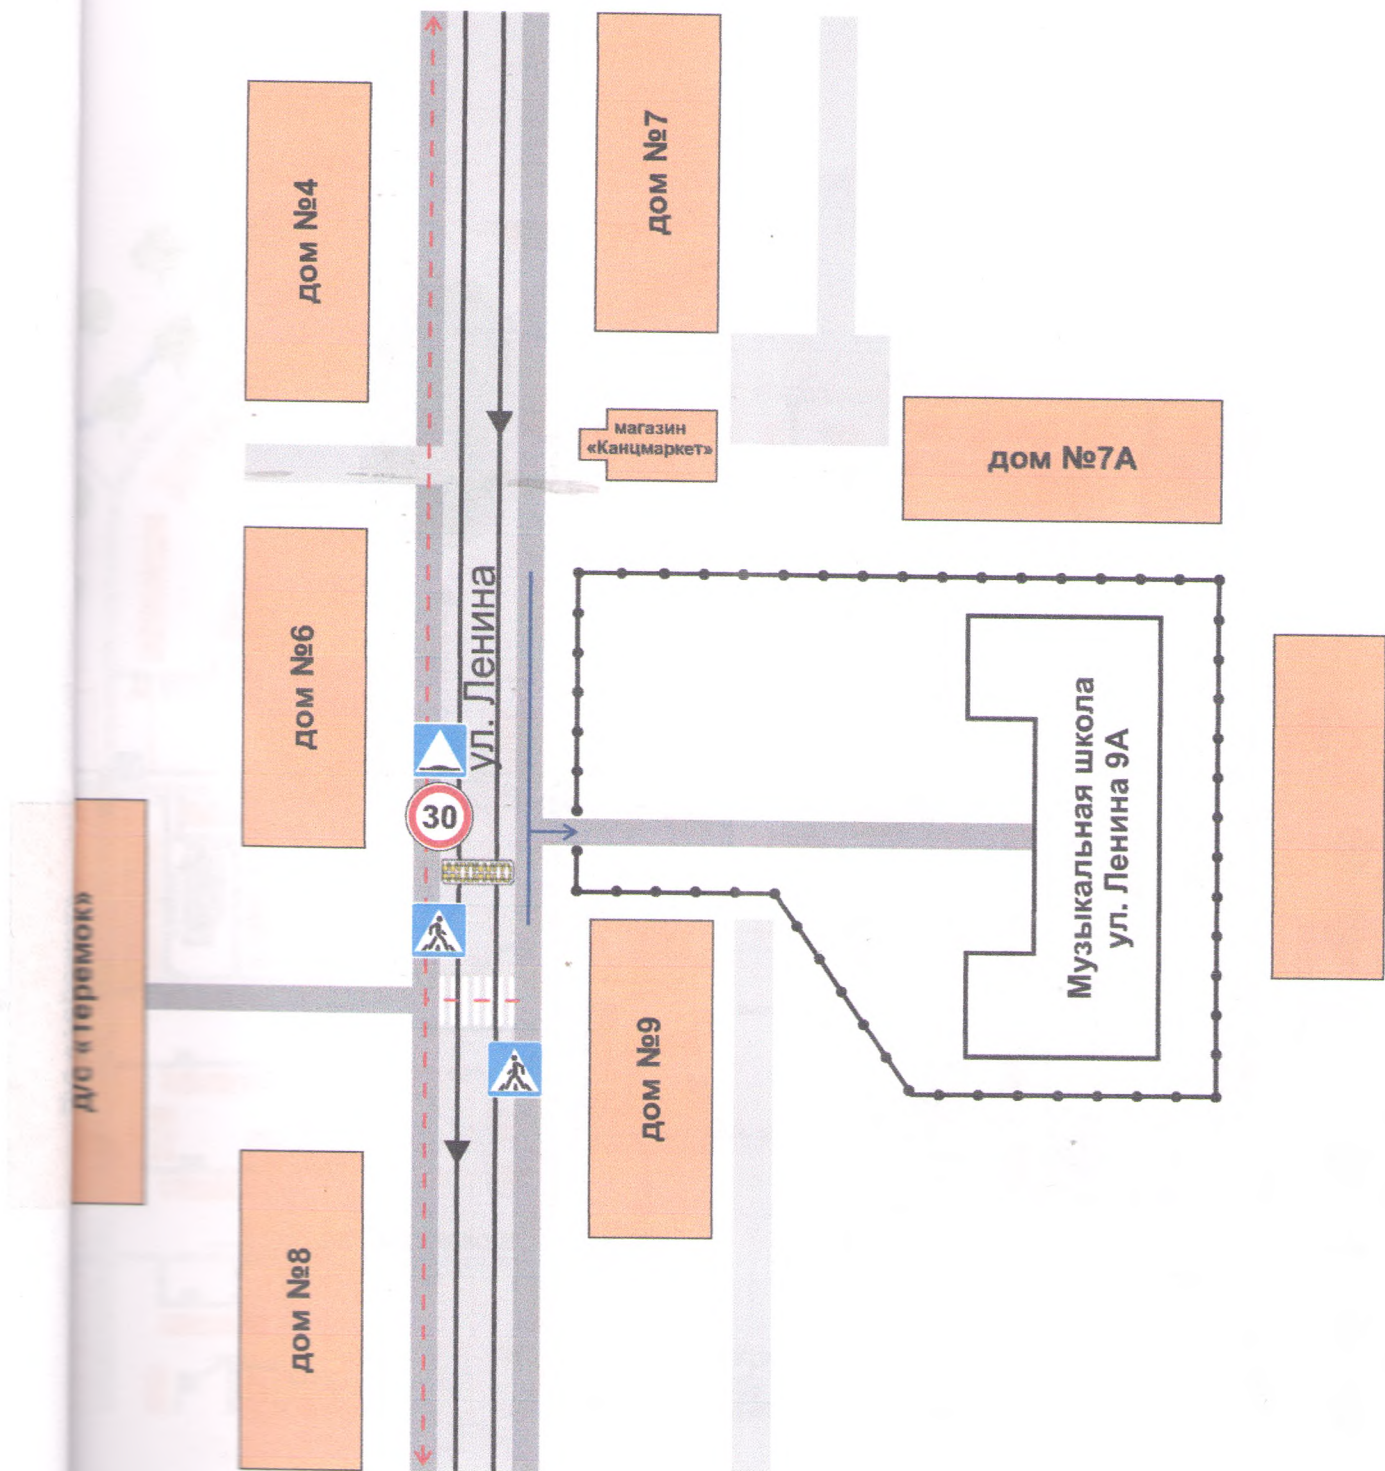 дом №4
дом №7
магазин
«Канцмаркет»
дом №7А
дом №6
ул. Ленина
30
Музыкальная школа
ул. Ленина 9А
д/с «Теремок»
дом №9
дом №8